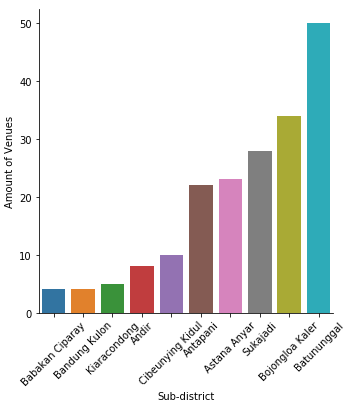 50
40
30
20
10
0
Amount of Venues
Babakan Ciparay
Bandung Kulon
Kiaracondong
Andir
Cibeunying Kidul
Antapani
Astana Anyar
Sukajadi
Bojongloa Kaler
Batununggal
Sub-district